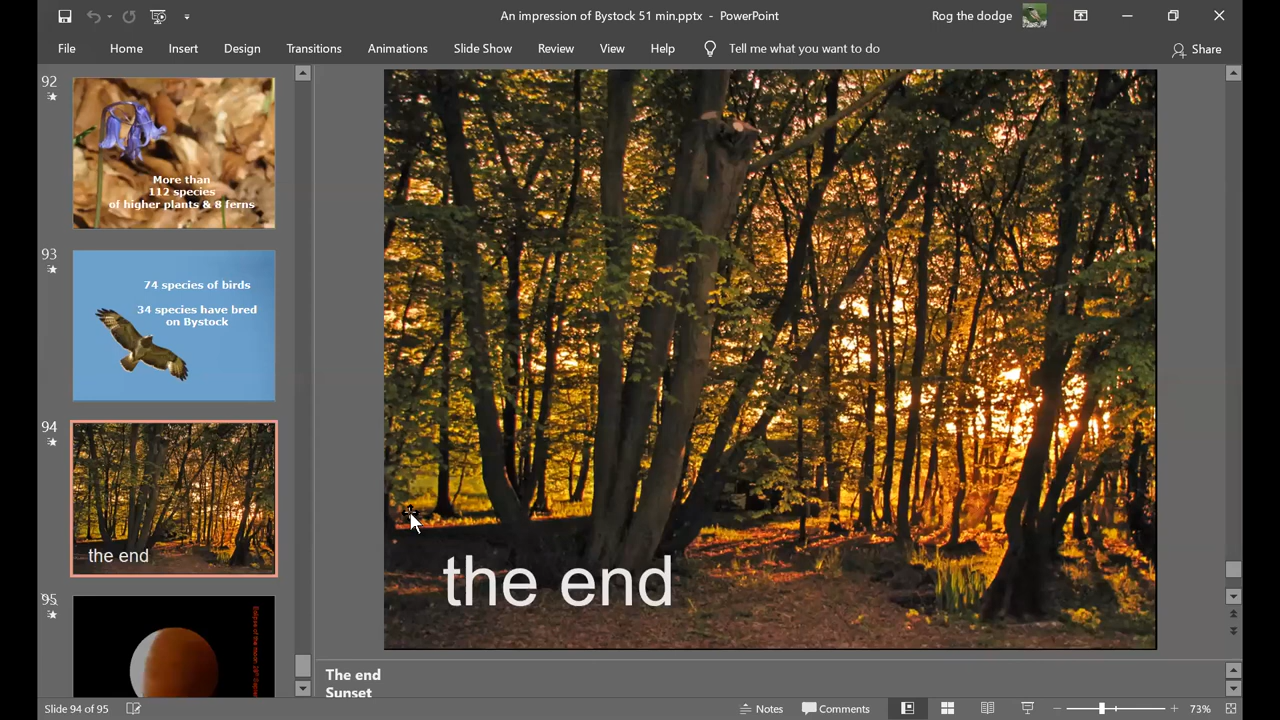 An impression of Bystock 51 min.pptx - PowerPoint
Rog the dodge
File Home Insert Design Transitions Animations Slide Show Review View Help Tell me what you want to do Share
92
More than
112 species
of higher plants & 8 ferns
93
74 species of birds
34 species have bred
on Bystock
94
the end
95
the end
The end
Sunset
Slide 94 of 95
Notes
Comments
73%